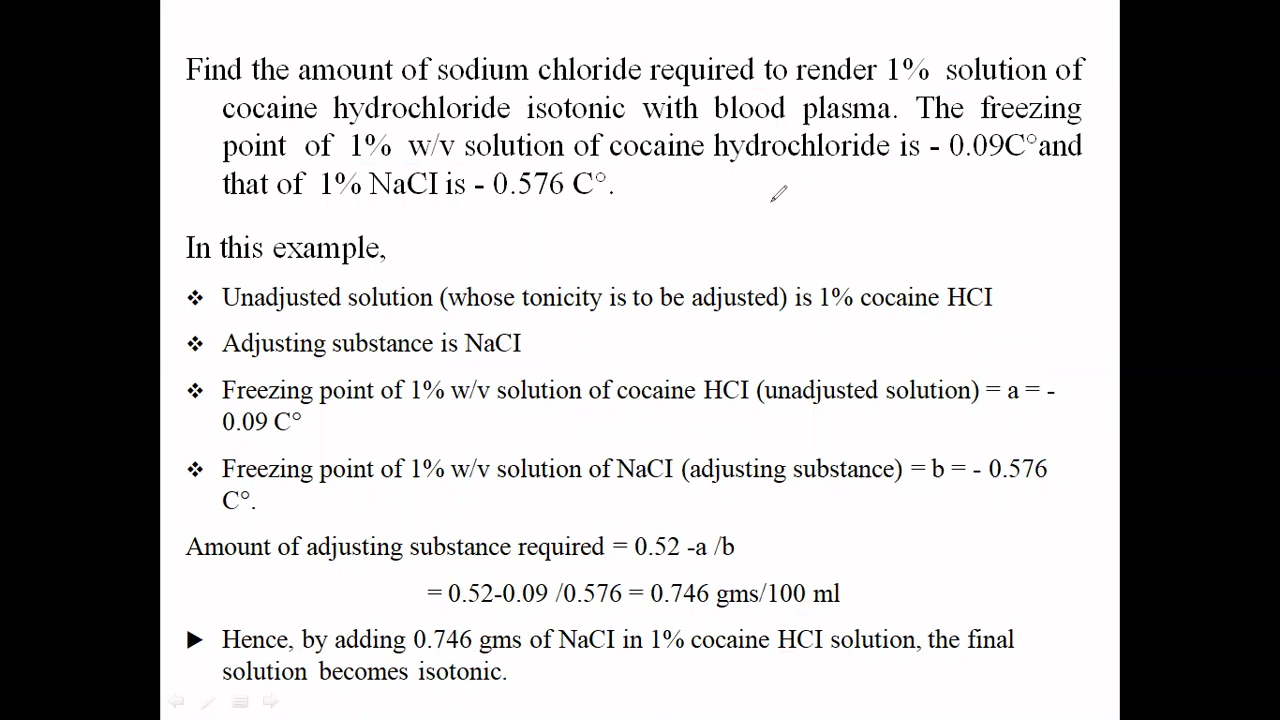 Find the amount of sodium chloride required to render 1% solution of
cocaine hydrochloride isotonic with blood plasma. The freezing
point of 1% w/v solution of cocaine hydrochloride is - 0.09C°and
that of 1% NaCI is - 0.576 C°.
In this example,
❖ Unadjusted solution (whose tonicity is to be adjusted) is 1% cocaine HCI
❖ Adjusting substance is NaCI
❖ Freezing point of 1% w/v solution of cocaine HCI (unadjusted solution) = a = -
0.09 C°
❖ Freezing point of 1% w/v solution of NaCI (adjusting substance) = b = - 0.576
C°.
Amount of adjusting substance required = 0.52 -a /b
= 0.52-0.09 /0.576 = 0.746 gms/100 ml
► Hence, by adding 0.746 gms of NaCI in 1% cocaine HCI solution, the final
solution becomes isotonic.